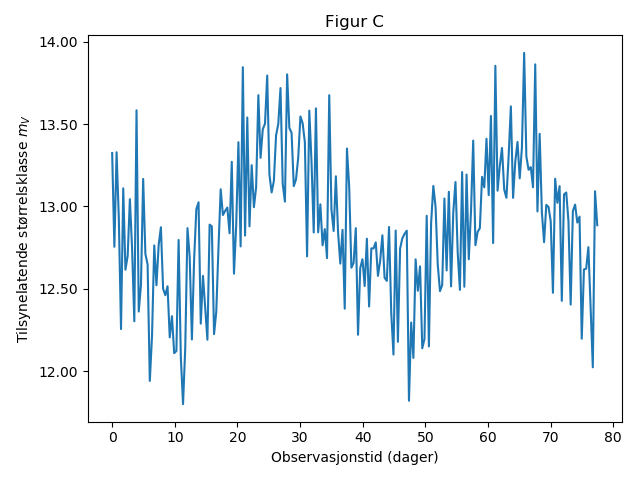 Figur C
Tilsynelatende størrelsesklasse m_V
14.00
13.50
13.00
12.50
12.00
0 10 20 30 40 50 60 70 80
Observasjonstid (dager)